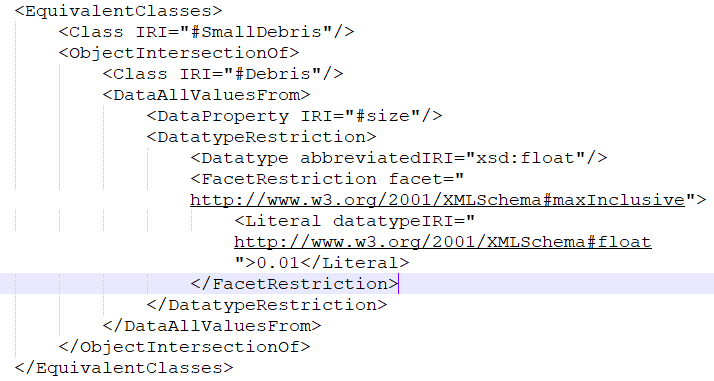 <EquivalentClasses>
<Class IRI="#SmallDebris"/>
<ObjectIntersectionOf>
<Class IRI="#Debris"/>
<DataAllValuesFrom>
<DataProperty IRI="#size"/>
<DatatypeRestriction>
<Datatype abbreviatedIRI="xsd:float"/>
<FacetRestriction facet="
http://www.w3.org/2001/XMLSchema#maxInclusive">
<Literal datatypeIRI="
http://www.w3.org/2001/XMLSchema#float
">0.01</Literal>
</FacetRestriction>
</DatatypeRestriction>
</DataAllValuesFrom>
</ObjectIntersectionOf>
</EquivalentClasses>